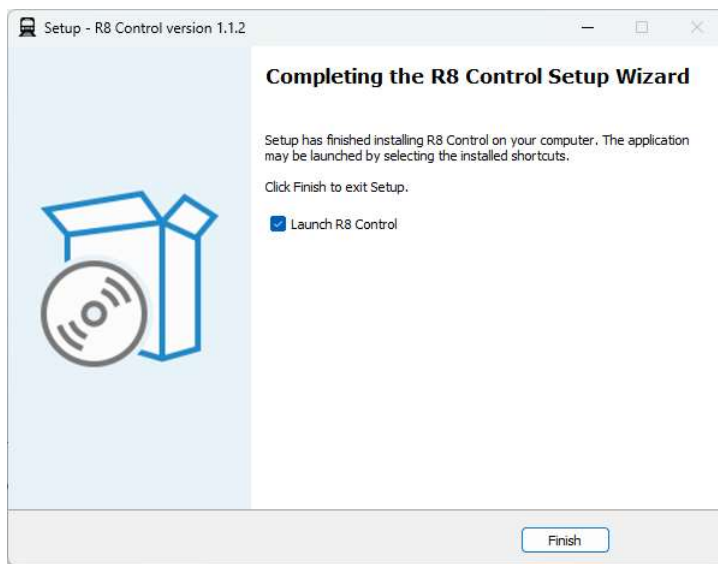 Setup - R8 Control version 1.1.2
Completing the R8 Control Setup Wizard
Setup has finished installing R8 Control on your computer. The application
may be launched by selecting the installed shortcuts.
Click Finish to exit Setup.
Launch R8 Control
Finish